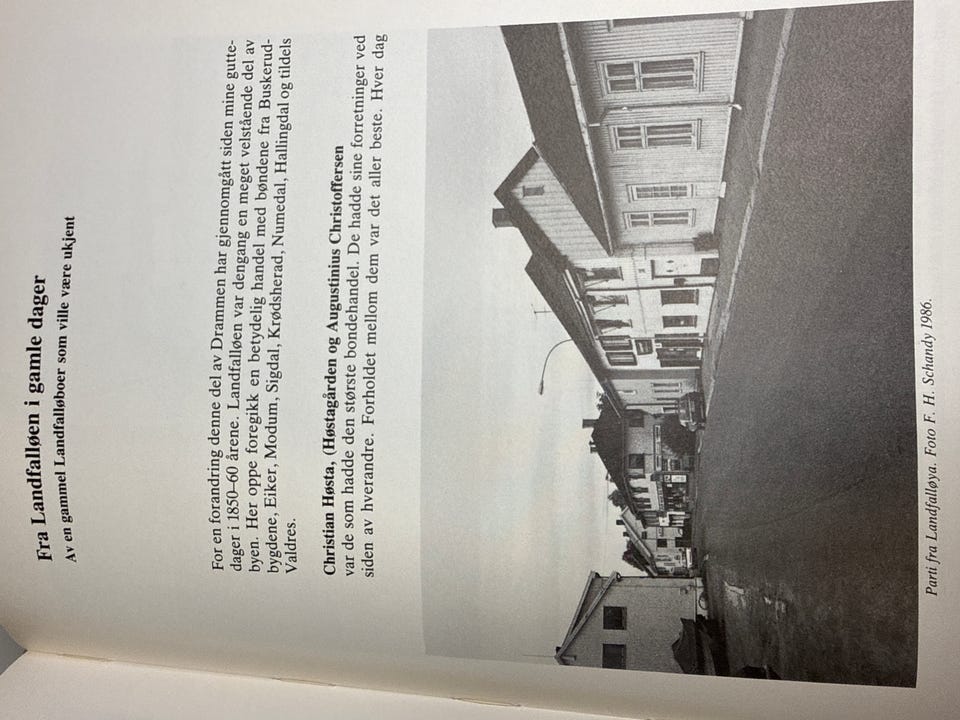 Fra Landfalløen i gamle dager
Av en gammel Landfalløboer som ville være ukjent
For en forandring denne del av Drammen har gjennomgått siden mine gutte-
dager i 1850–60 årene. Landfalløen var dengang en meget velstående del av
byen. Her oppe foregikk en betydelig handel med bøndene fra Buskerud-
bygdene, Eiker, Modum, Sigdal, Krødsherad, Numedal, Hallingdal og tildels
Valdres.
Christian Høsta, (Høstagården og Augustinius Christoffersen
var de som hadde den største bondehandel. De hadde sine forretninger ved
siden av hverandre. Forholdet mellom dem var det aller beste. Hver dag
Parti fra Landfalløya. Foto F. H. Schandy 1986.